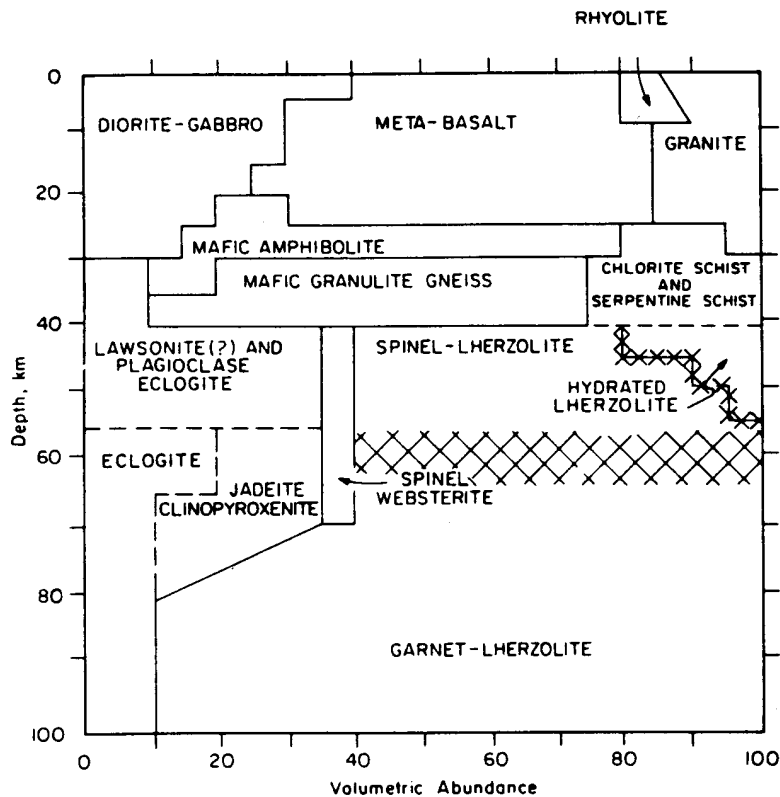 RHYOLITE
0
DIORITE-GABBRO
META-BASALT
GRANITE
20
MAFIC AMPHIBOLITE
MAFIC GRANULITE GNEISS
CHLORITE SCHIST
AND
SERPENTINE SCHIST
40
LAWSONITE(?) AND
PLAGIOCLASE
ECLOGITE
SPINEL-LHERZOLITE
HYDRATED
LHERZOLITE
Depth, km
60
ECLOGITE
JADEITE
CLINOPYROXENITE
SPINEL
WEBSTERITE
80
GARNET-LHERZOLITE
100
0
20
40
60
80
100
Volumetric Abundance